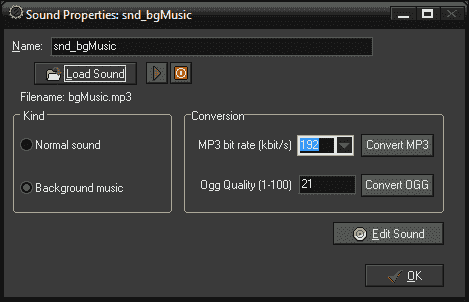 Sound Properties: snd_bgMusic
Name: snd_bgMusic
Load Sound
Filename: bgMusic.mp3
Kind
Normal sound
Background music
Conversion
MP3 bit rate (kbit/s) 192 Convert MP3
Ogg Quality (1-100) 21 Convert OGG
Edit Sound
OK